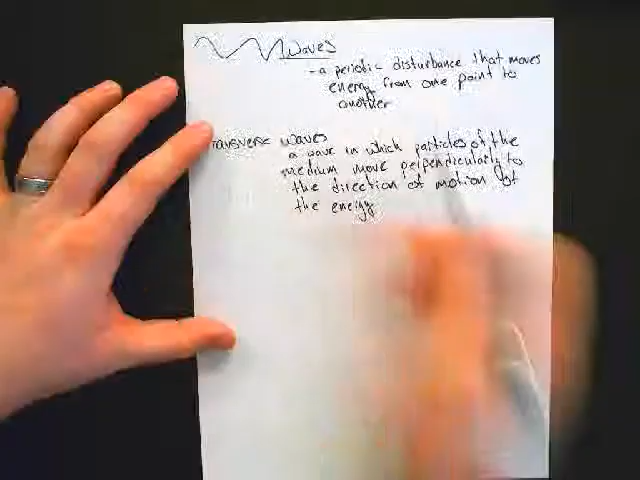 Waves
- a periodic disturbance that moves
energy from one point to
another
ransverse waves
a wave in which particles of the
medium move perpendicularly to
the direction of motion of
the energy